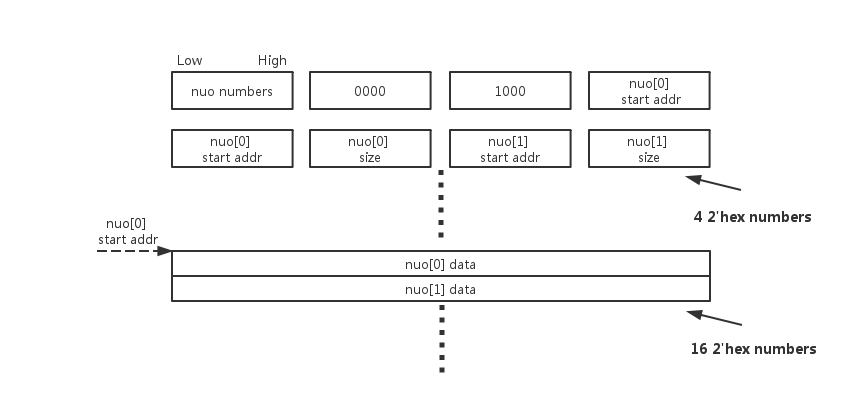 Low High
nuo numbers 0000 1000 nuo[0]
start addr
nuo[0]
start addr nuo[0]
size nuo[1]
start addr nuo[1]
size
4 2'hex numbers
nuo[0]
start addr
nuo[0] data
nuo[1] data
16 2'hex numbers